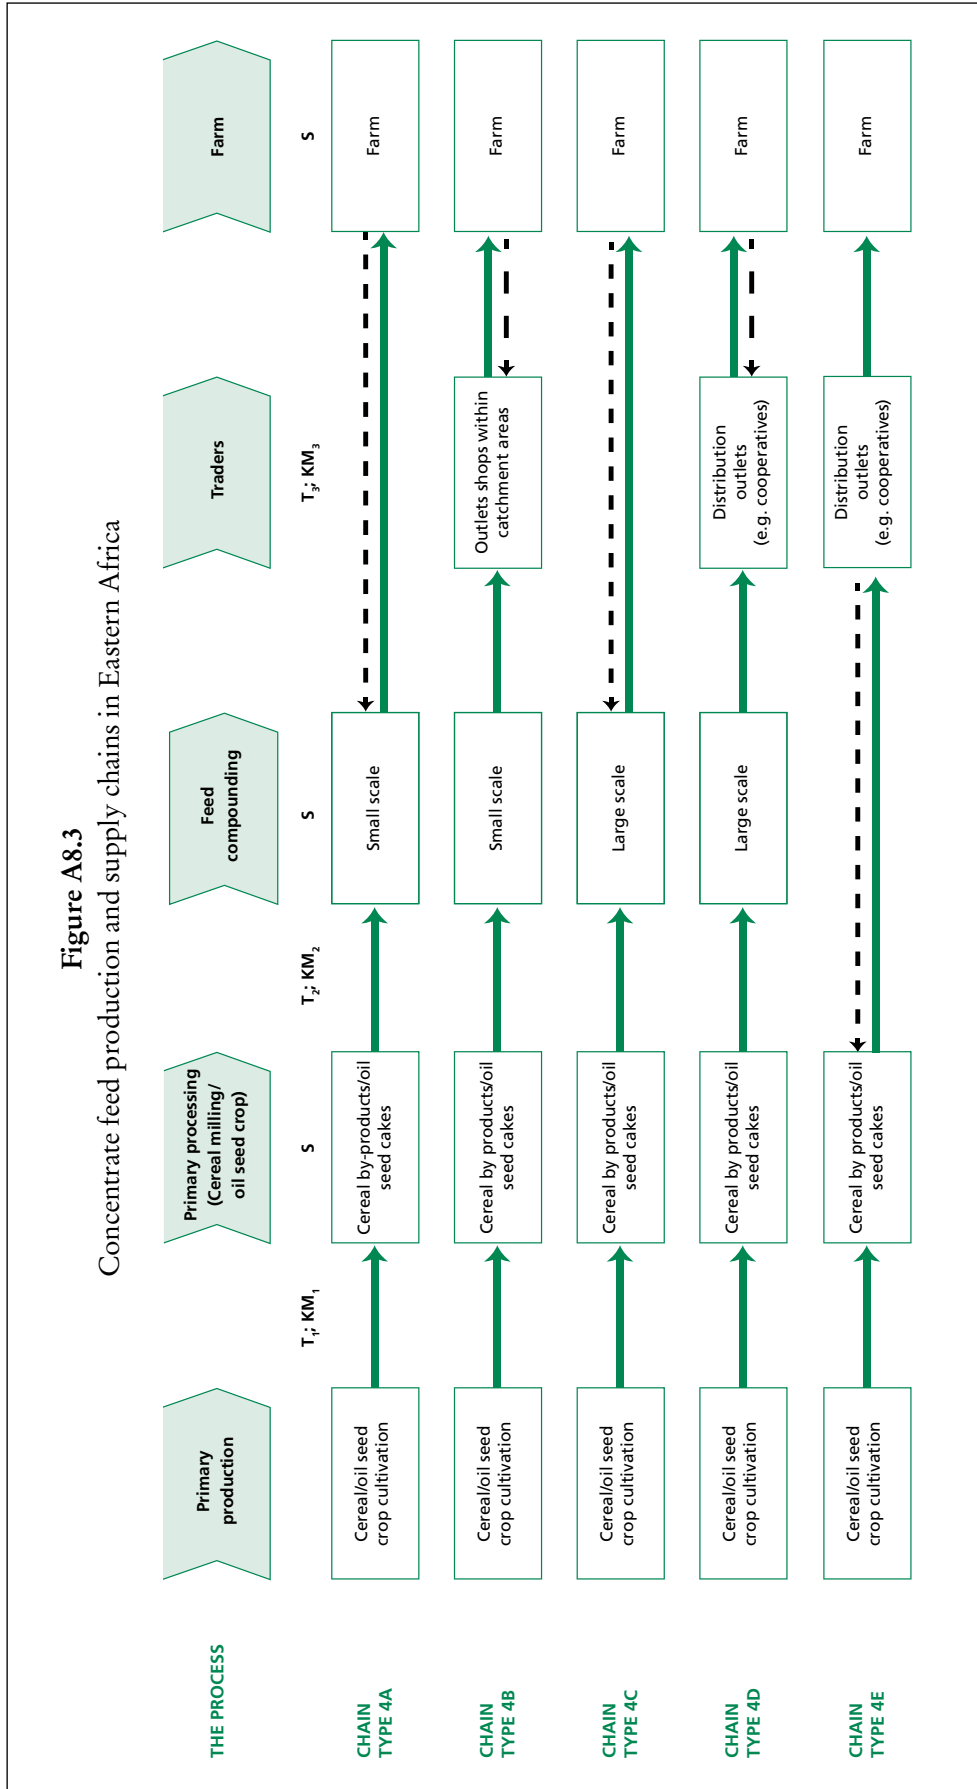 Figure A8.3
Concentrate feed production and supply chains in Eastern Africa
THE PROCESS
Primary
production
Primary processing
(Cereal milling/
oil seed crop)
Feed
compounding
Traders
Farm
T₁; KM₁
S
T₂; KM₂
S
T₃; KM₃
S
CHAIN
TYPE 4A
Cereal/oil seed
crop cultivation
Cereal by-products/oil
seed cakes
Small scale
Farm
CHAIN
TYPE 4B
Cereal/oil seed
crop cultivation
Cereal by products/oil
seed cakes
Small scale
Outlets shops within
catchment areas
Farm
CHAIN
TYPE 4C
Cereal/oil seed
crop cultivation
Cereal by products/oil
seed cakes
Large scale
Farm
CHAIN
TYPE 4D
Cereal/oil seed
crop cultivation
Cereal by products/oil
seed cakes
Large scale
Distribution
outlets
(e.g. cooperatives)
Farm
CHAIN
TYPE 4E
Cereal/oil seed
crop cultivation
Cereal by products/oil
seed cakes
Distribution
outlets
(e.g. cooperatives)
Farm